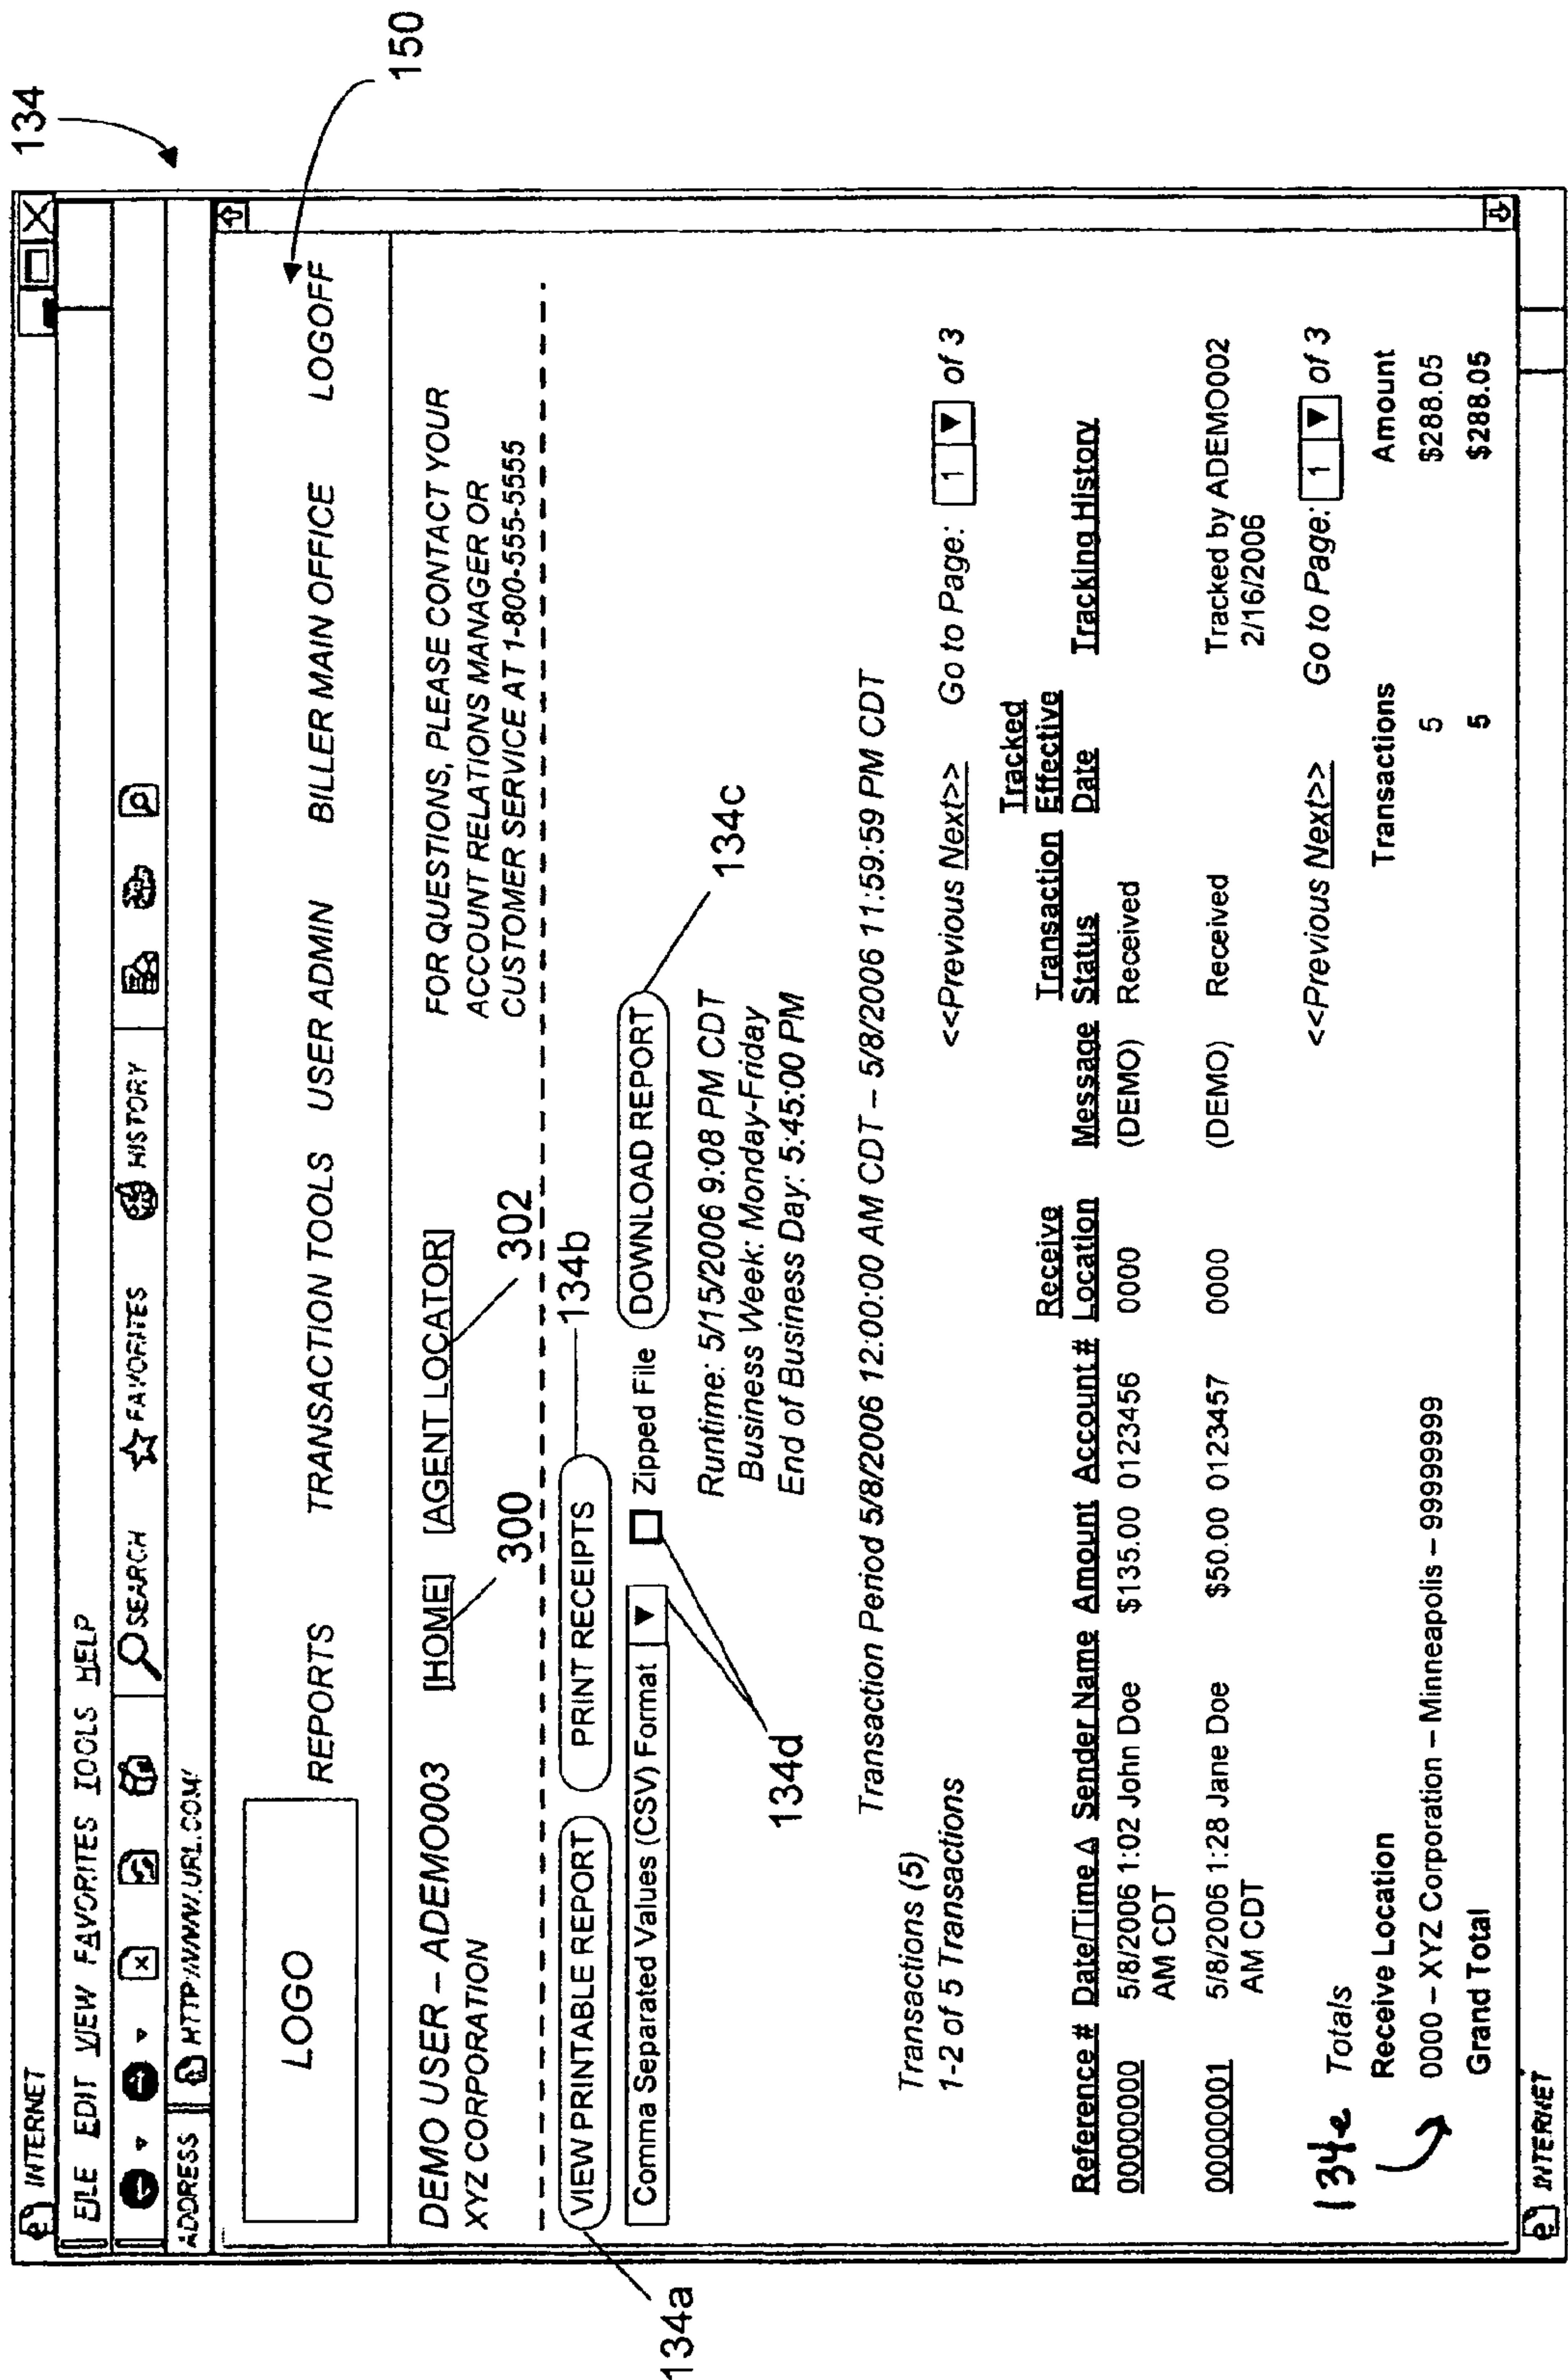 134
150
INTERNET
FILE EDIT VIEW FAVORITES TOOLS HELP
SEARCH FAVORITES HISTORY
ADDRESS HTTP://WWW.URL.COM/
LOGO
REPORTS TRANSACTION TOOLS USER ADMIN BILLER MAIN OFFICE LOGOFF
DEMO USER – ADEMO003 [HOME] [AGENT LOCATOR] FOR QUESTIONS, PLEASE CONTACT YOUR
XYZ CORPORATION ACCOUNT RELATIONS MANAGER OR
CUSTOMER SERVICE AT 1-800-555-5555
300 302
134a
134b
VIEW PRINTABLE REPORT PRINT RECEIPTS
Comma Separated Values (CSV) Format ▼ Zipped File DOWNLOAD REPORT
134c
134d
Runtime: 5/15/2006 9:08 PM CDT
Business Week: Monday-Friday
End of Business Day: 5:45:00 PM
Transaction Period 5/8/2006 12:00:00 AM CDT – 5/8/2006 11:59:59 PM CDT
Transactions (5)
1-2 of 5 Transactions <<Previous Next>> Go to Page: 1 ▼ of 3
Tracked
Receive Transaction Effective
Reference # Date/Time Δ Sender Name Amount Account # Location Message Status Date Tracking History
00000000 5/8/2006 1:02 John Doe $135.00 0123456 0000 (DEMO) Received
AM CDT
00000001 5/8/2006 1:28 Jane Doe $50.00 0123457 0000 (DEMO) Received Tracked by ADEMO002
AM CDT 2/16/2006
<<Previous Next>> Go to Page: 1 ▼ of 3
134e Totals
Receive Location Transactions Amount
0000 – XYZ Corporation – Minneapolis – 99999999 5 $288.05
Grand Total 5 $288.05
INTERNET